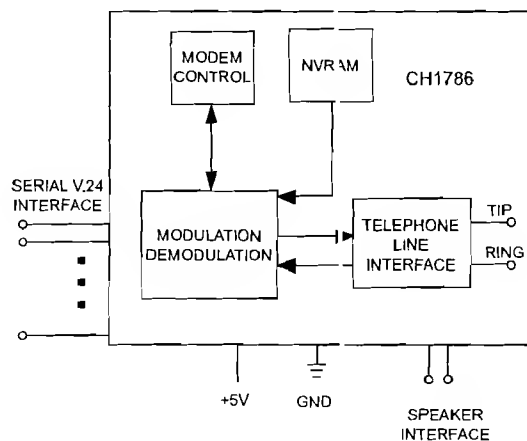 MODEM
CONTROL
NVRAM
CH1786
SERIAL V.24
INTERFACE
MODULATION
DEMODULATION
TELEPHONE
LINE
INTERFACE
TIP
RING
+5V
GND
SPEAKER
INTERFACE